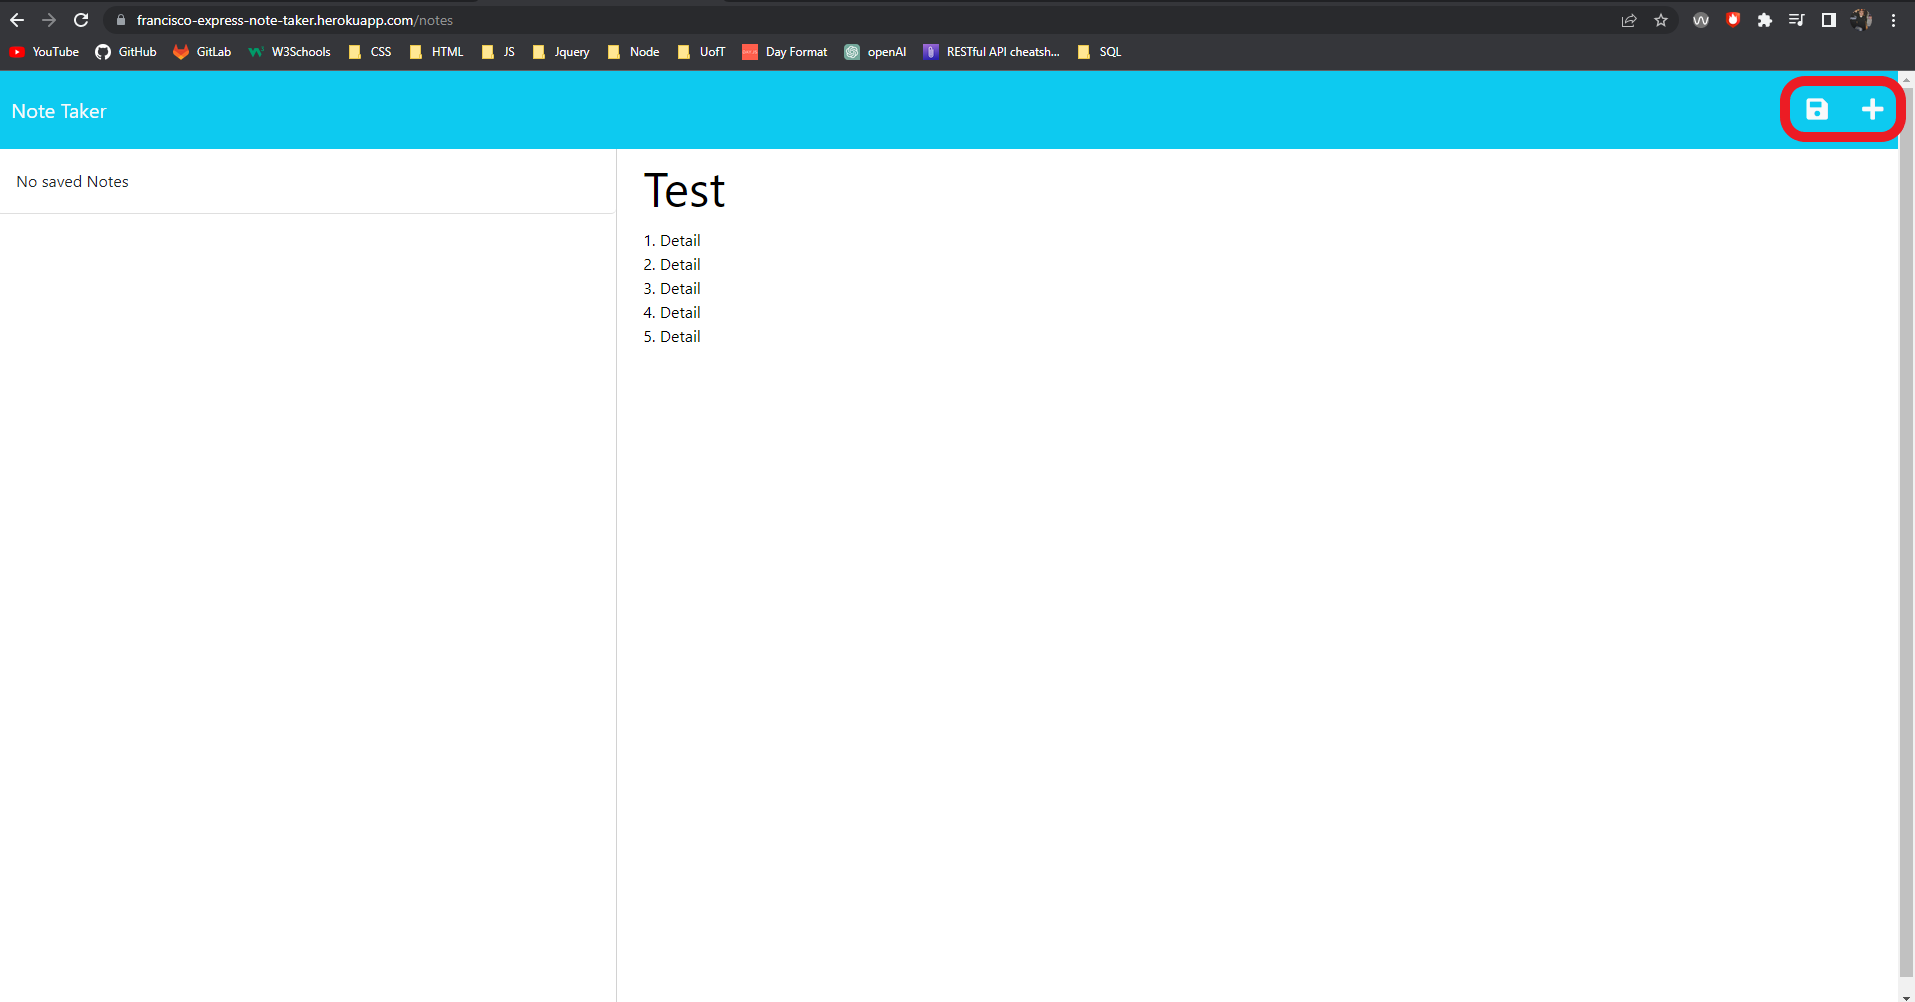 francisco-express-note-taker.herokuapp.com/notes
YouTube GitHub GitLab W3Schools CSS HTML JS Jquery Node UofT Day Format openAI RESTful API cheatsh... SQL
Note Taker
No saved Notes
Test
1. Detail
2. Detail
3. Detail
4. Detail
5. Detail